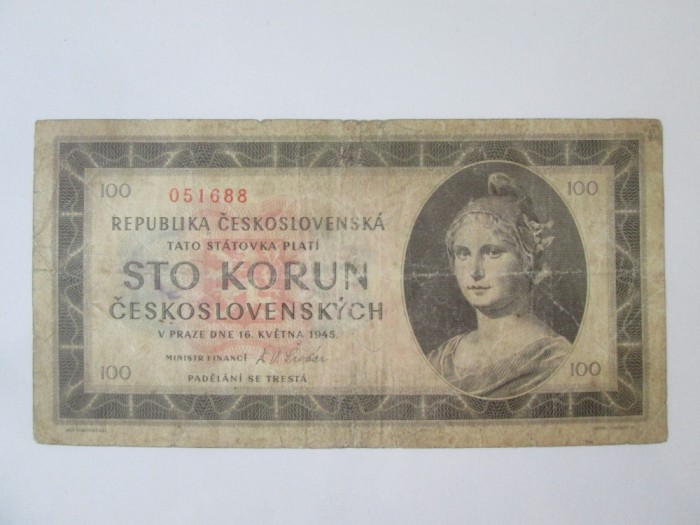 100
051688
100
REPUBLIKA ČESKOSLOVENSKÁ
TATO STÁTOVKA PLATÍ
STO KORUN
ČESKOSLOVENSKÝCH
V PRAZE DNE 16. KVĚTNA 1945.
MINISTR FINANCÍ
100
PADĚLÁNÍ SE TRESTÁ
100